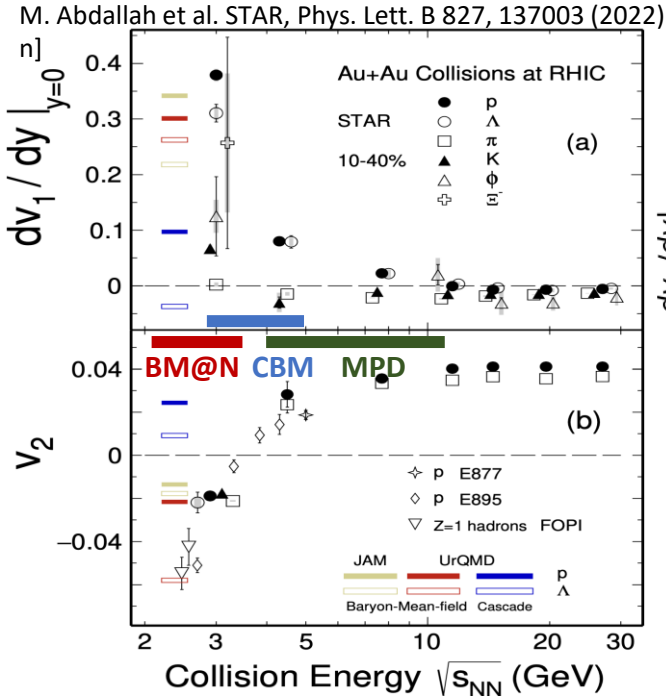 M. Abdallah et al. STAR, Phys. Lett. B 827, 137003 (2022)
n]
dv1 / dy |y=0
0.4
0.3
0.2
0.1
0
Au+Au Collisions at RHIC
STAR
10-40%
p
Λ
π
K
ϕ
Ξ-
(a)
BM@N CBM MPD
v2
0.04
0
−0.04
(b)
p E877
p E895
Z=1 hadrons FOPI
JAM UrQMD
p
Λ
Baryon-Mean-field Cascade
2 3 4 5 10 20 30
Collision Energy √sNN (GeV)